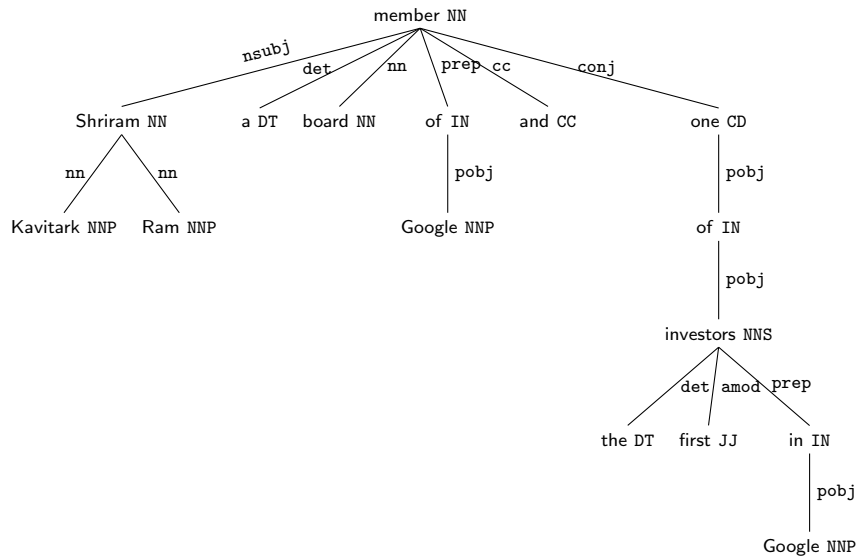 member NN
nsubj det nn prep cc conj
Shriram NN a DT board NN of IN and CC one CD
nn nn pobj pobj
Kavitark NNP Ram NNP Google NNP of IN
pobj
investors NNS
det amod prep
the DT first JJ in IN
pobj
Google NNP